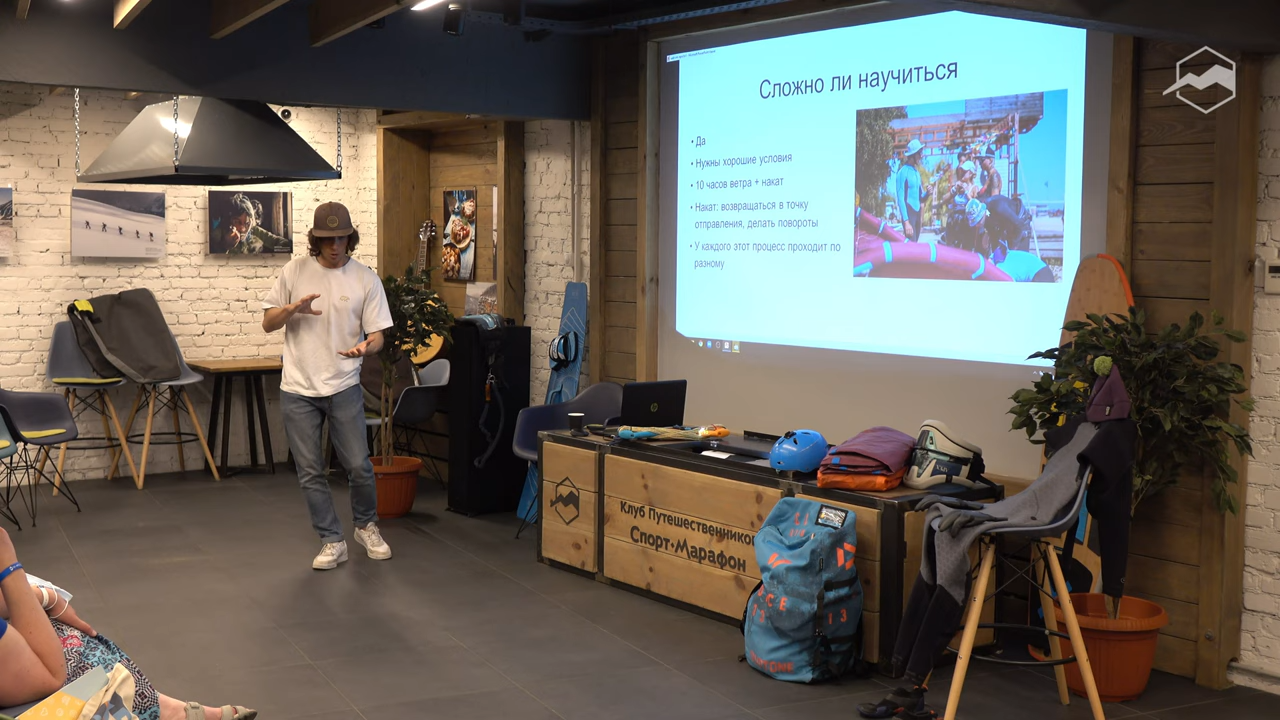 Сложно ли научиться
• Да
• Нужны хорошие условия
• 10 часов ветра + накат
• Накат: возвращаться в точку
отправления, делать повороты
• У каждого этот процесс проходит по
разному
Клуб Путешественников
Спорт-Марафон